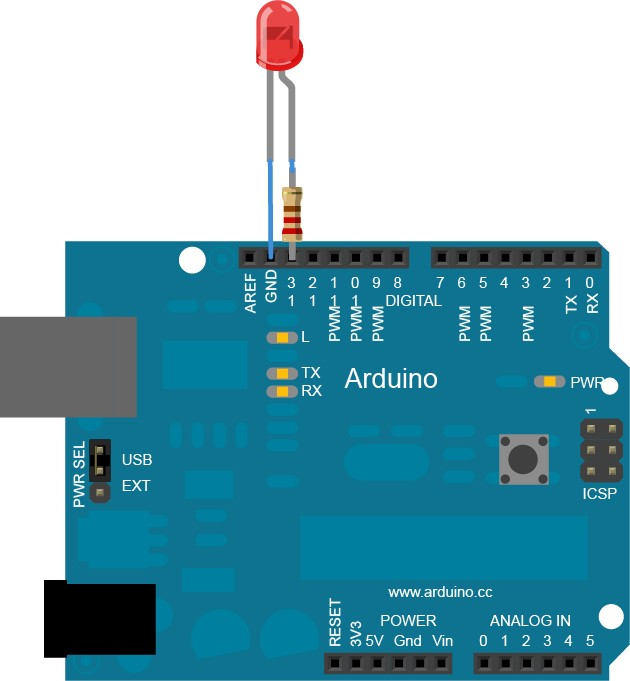 AREF
GND
13
12
11
10
9
8
7
6
5
4
3
2
1
0
DIGITAL
PWM
PWM
PWM
PWM
PWM
PWM
TX
RX
L
TX
RX
Arduino
PWR
1
ICSP
PWR SEL
USB
EXT
www.arduino.cc
POWER
ANALOG IN
RESET
3V3
5V
Gnd
Vin
0 1 2 3 4 5